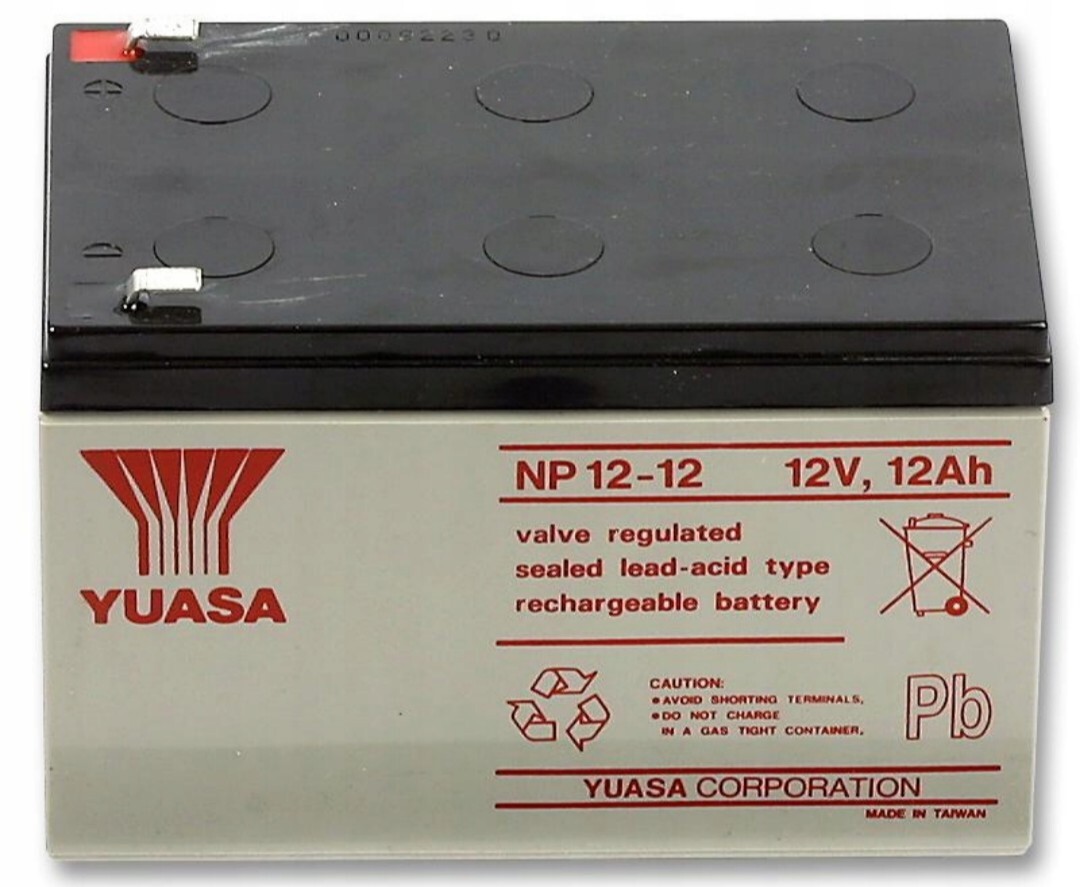 00092230
NP 12-12 12V, 12Ah
valve regulated
sealed lead-acid type
rechargeable battery
YUASA
CAUTION:
•AVOID SHORTING TERMINALS,
•DO NOT CHARGE
IN A GAS TIGHT CONTAINER.
Pb
YUASA CORPORATION
MADE IN TAIWAN